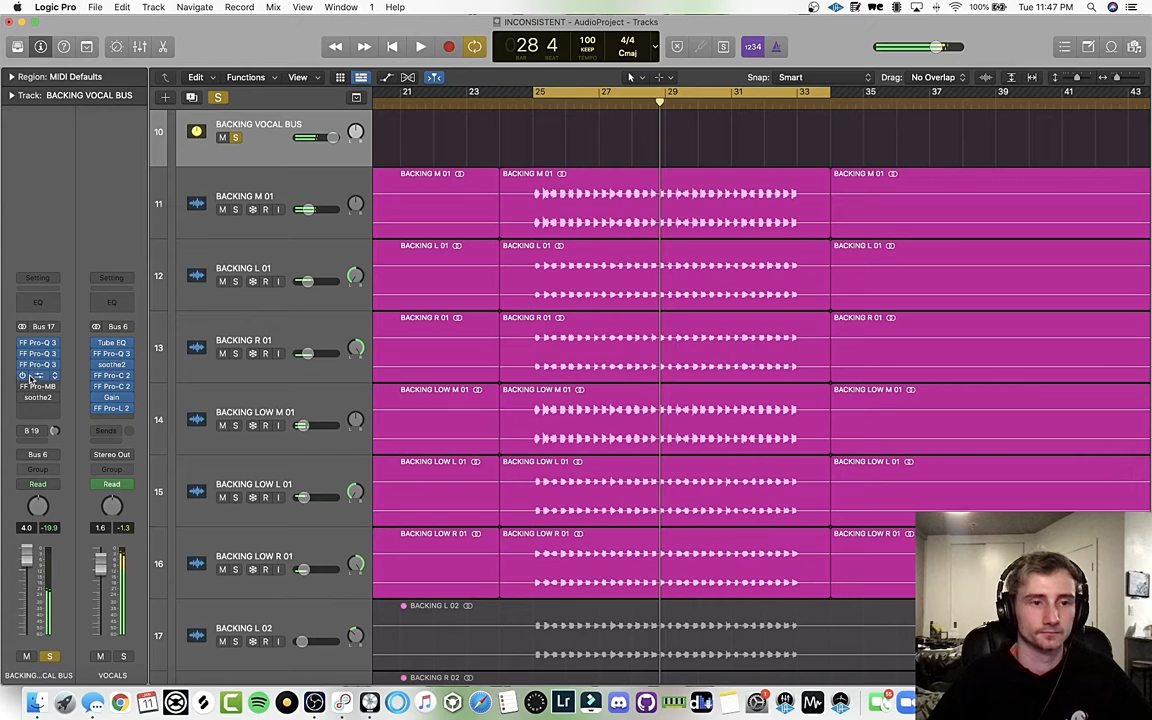 Logic Pro File Edit Track Navigate Record Mix View Window 1 Help 100% Tue 11:47 PM
INCONSISTENT - AudioProject - Tracks
28 4 100 4/4
BAR BEAT KEEP TEMPO Cmaj
1234
Region: MIDI Defaults
Edit Functions View Snap: Smart Drag: No Overlap
Track: BACKING VOCAL BUS
S
21 23 25 27 29 31 33 35 37 39 41 43
10 BACKING VOCAL BUS
M S
BACKING M 01 BACKING M 01 BACKING M 01
11 BACKING M 01
M S R I
BACKING L 01 BACKING L 01 BACKING L 01
12 BACKING L 01
M S R I
BACKING R 01 BACKING R 01 BACKING R 01
13 BACKING R 01
M S R I
BACKING LOW M 01 BACKING LOW M 01 BACKING LOW M 01
14 BACKING LOW M 01
M S R I
BACKING LOW L 01 BACKING LOW L 01 BACKING LOW L 01
15 BACKING LOW L 01
M S R I
BACKING LOW R 01 BACKING LOW R 01 BACKING LOW R 01
16 BACKING LOW R 01
M S R I
BACKING L 02
17 BACKING L 02
M S R I
BACKING R 02
Setting Setting
EQ EQ
Bus 17 Bus 6
FF Pro-Q 3 Tube EQ
FF Pro-Q 3 FF Pro-Q 3
FF Pro-Q 3 soothe2
FF Pro-C 2
FF Pro-MB FF Pro-C 2
soothe2 Gain
FF Pro-L 2
B 19 Sends
Bus 6 Stereo Out
Group Group
Read Read
4.0 -19.9 1.6 -1.3
M S M S
BACKING...CAL BUS VOCALS